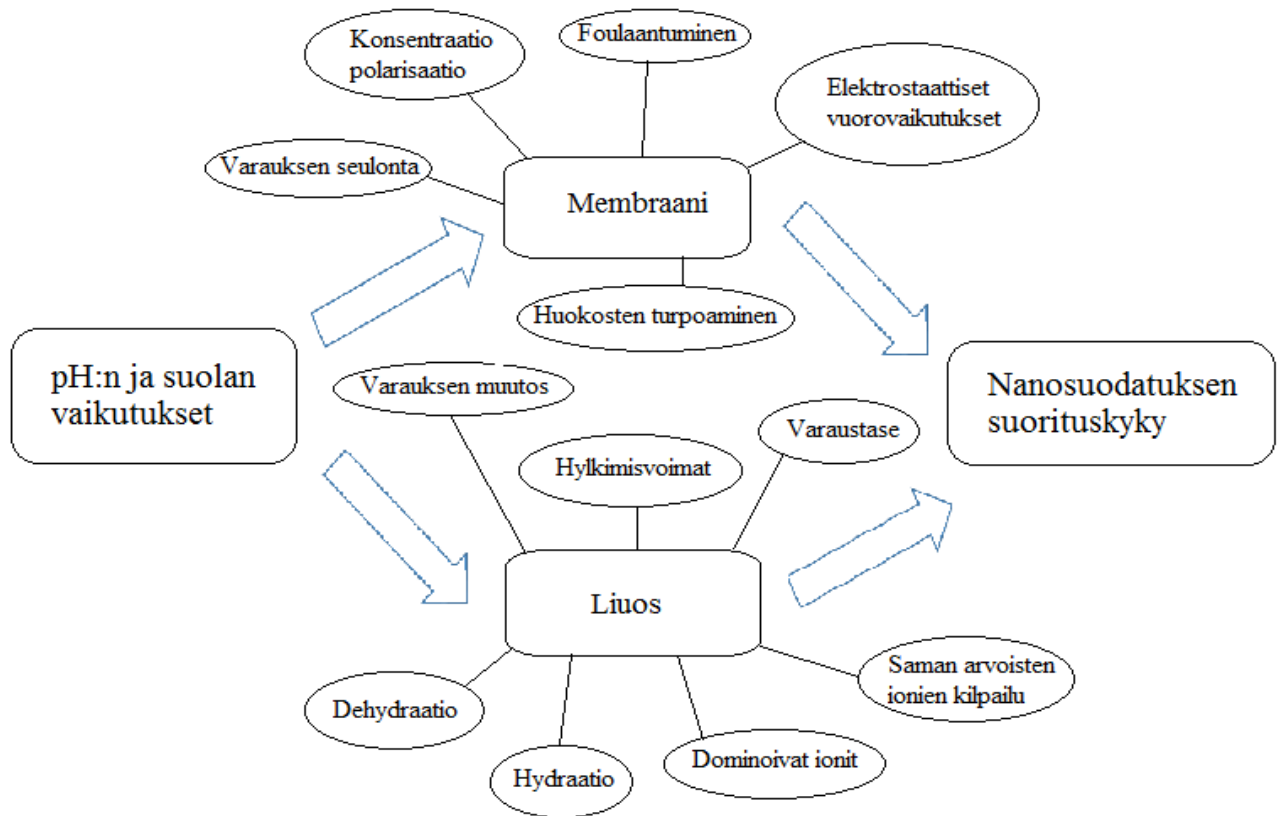 Konsentraatio
polarisaatio
Foulaantuminen
Elektrostaattiset
vuorovaikutukset
Varauksen seulonta
Membraani
Huokosten turpoaminen
pH:n ja suolan
vaikutukset
Nanosuodatuksen
suorituskyky
Varauksen muutos
Hylkimisvoimat
Varaustase
Liuos
Dehydraatio
Hydraatio
Dominoivat ionit
Saman arvoisten
ionien kilpailu